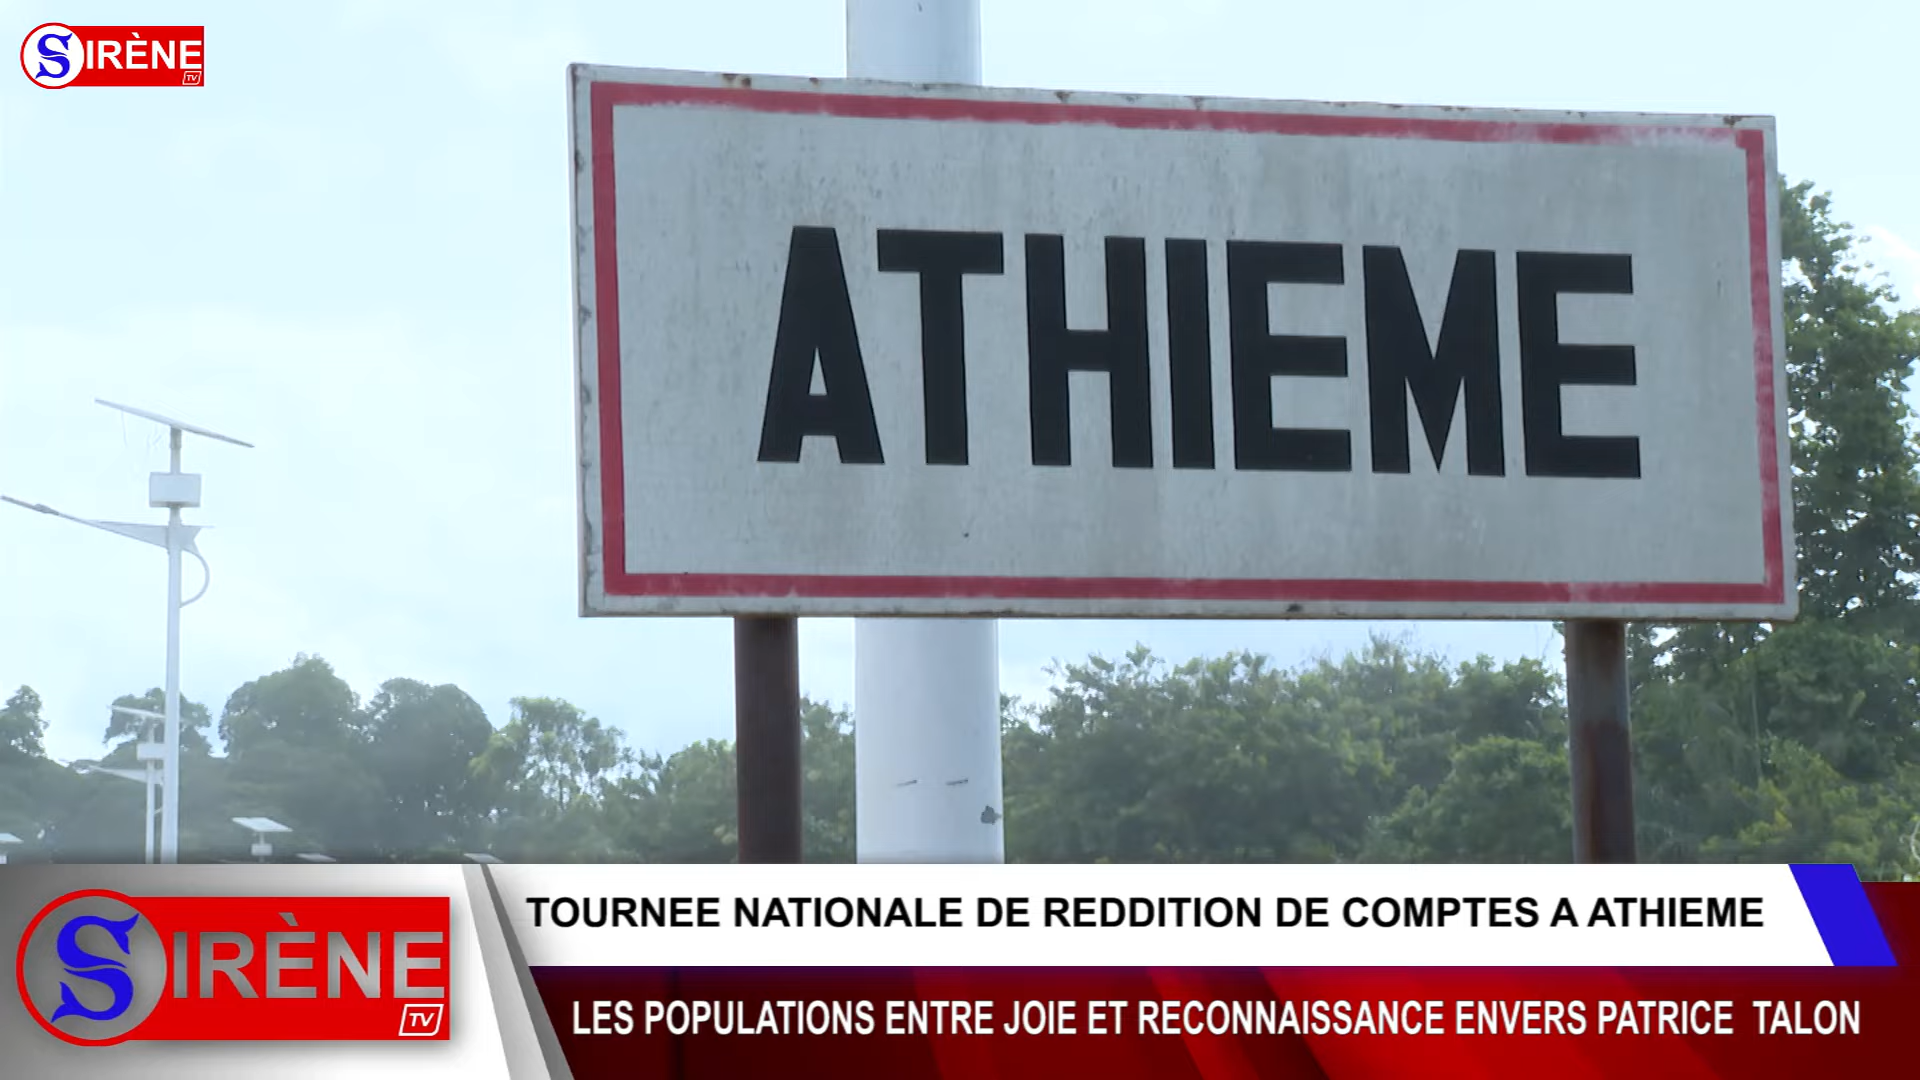 SIRÈNE
TV
ATHIEME
TOURNEE NATIONALE DE REDDITION DE COMPTES A ATHIEME
SIRÈNE
TV
LES POPULATIONS ENTRE JOIE ET RECONNAISSANCE ENVERS PATRICE TALON